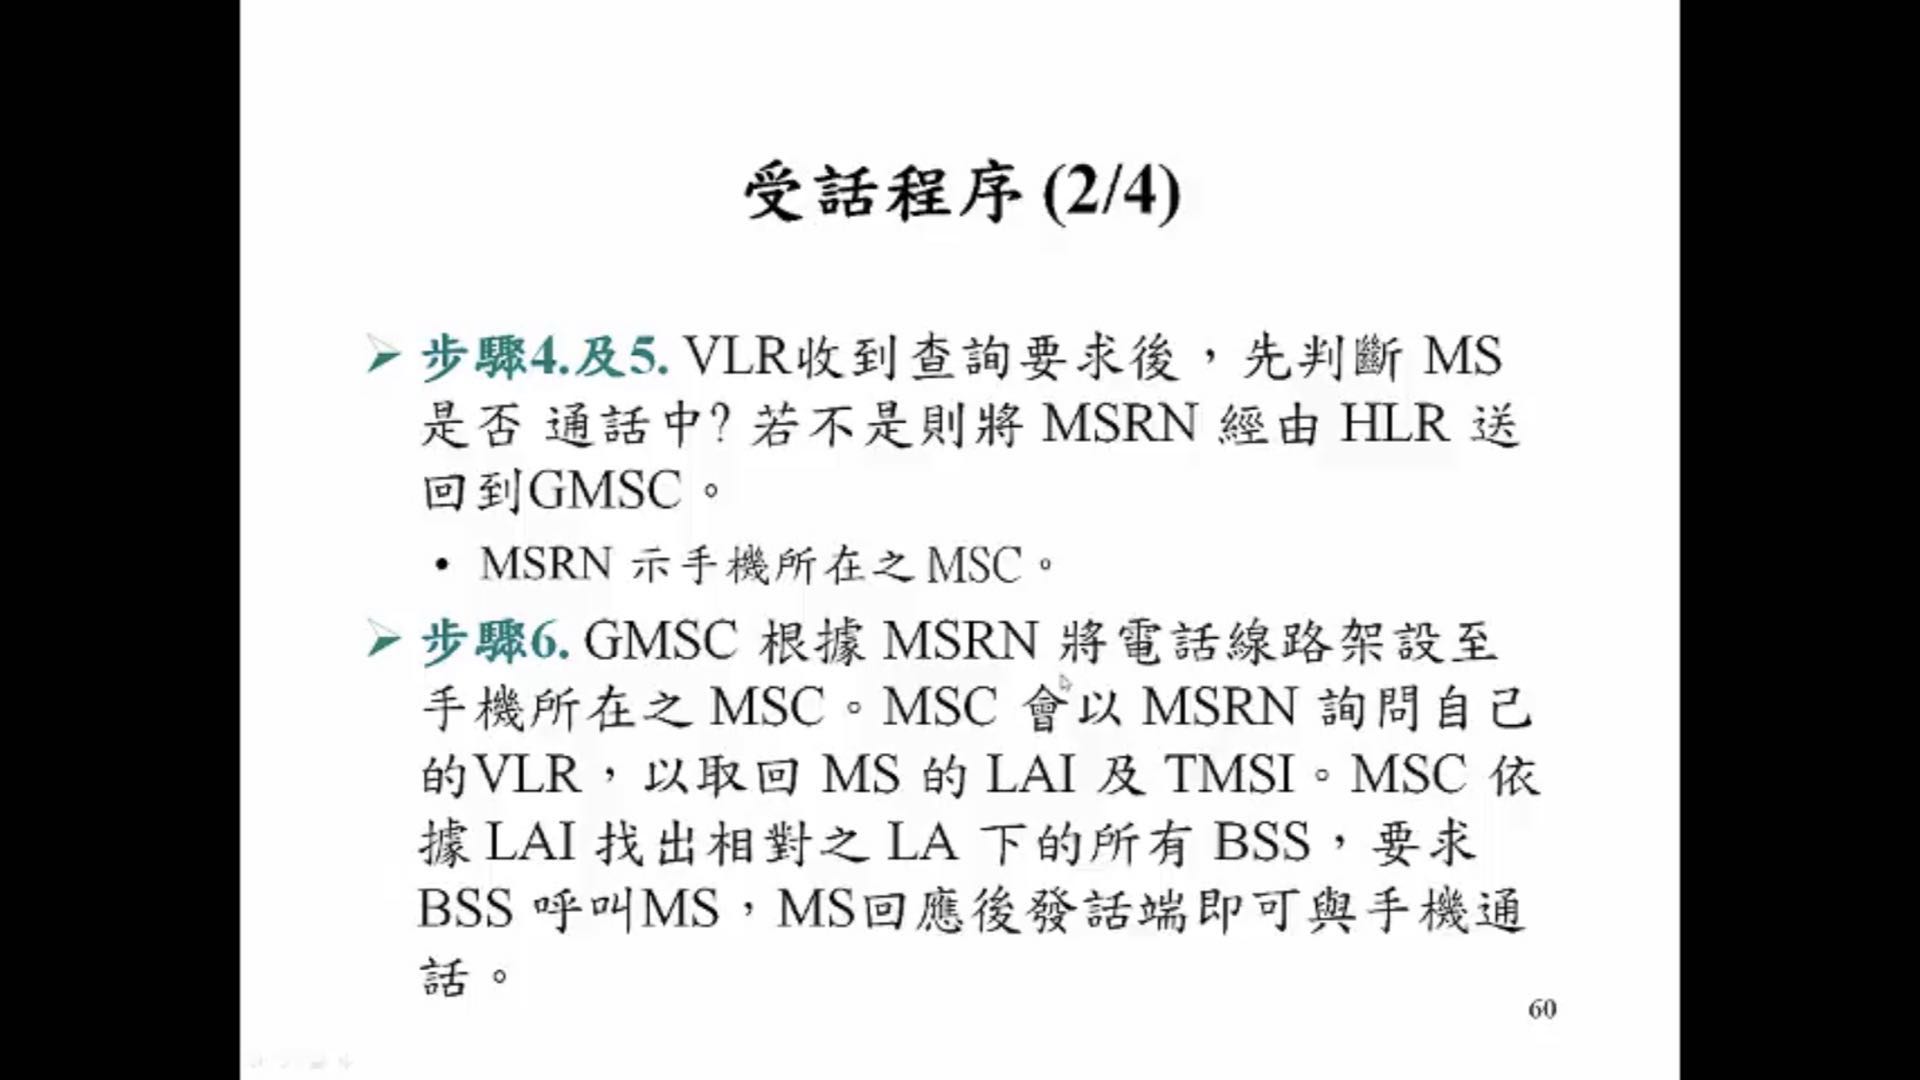 受話程序 (2/4)
步驟4.及5. VLR收到查詢要求後，先判斷 MS
是否 通話中? 若不是則將 MSRN 經由 HLR 送
回到GMSC。
• MSRN 示手機所在之MSC。
步驟6. GMSC 根據 MSRN 將電話線路架設至
手機所在之 MSC。MSC 會以 MSRN 詢問自己
的VLR，以取回 MS 的 LAI 及 TMSI。MSC 依
據 LAI 找出相對之 LA 下的所有 BSS，要求
BSS 呼叫MS，MS回應後發話端即可與手機通
話。
60